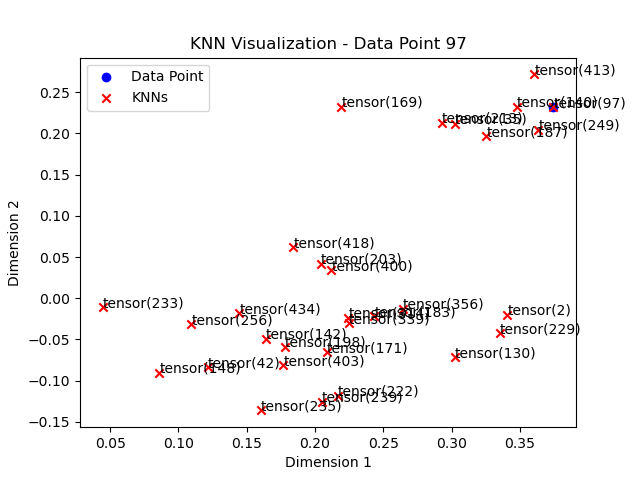 KNN Visualization - Data Point 97
Data Point
KNNs
tensor(413)
tensor(169)
tensor(140)
tensor(97)
tensor(213)
tensor(35)
tensor(249)
tensor(187)
tensor(418)
tensor(203)
tensor(400)
tensor(233)
tensor(434)
tensor(356)
tensor(183)
tensor(2)
tensor(256)
tensor(339)
tensor(229)
tensor(142)
tensor(198)
tensor(171)
tensor(130)
tensor(42)
tensor(403)
tensor(148)
tensor(222)
tensor(239)
tensor(235)
0.25
0.20
0.15
0.10
0.05
0.00
−0.05
−0.10
−0.15
0.05 0.10 0.15 0.20 0.25 0.30 0.35
Dimension 1
Dimension 2